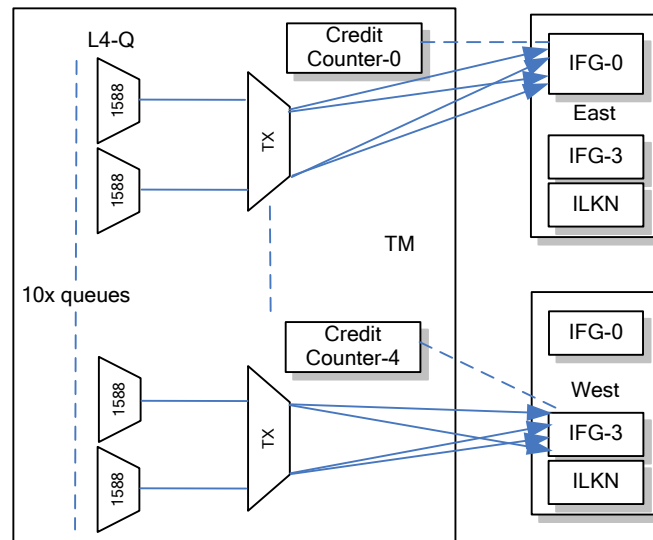 L4-Q
Credit
Counter-0
IFG-0
1588
TX
East
1588
IFG-3
ILKN
TM
10x queues
Credit
Counter-4
IFG-0
1588
TX
West
IFG-3
1588
ILKN